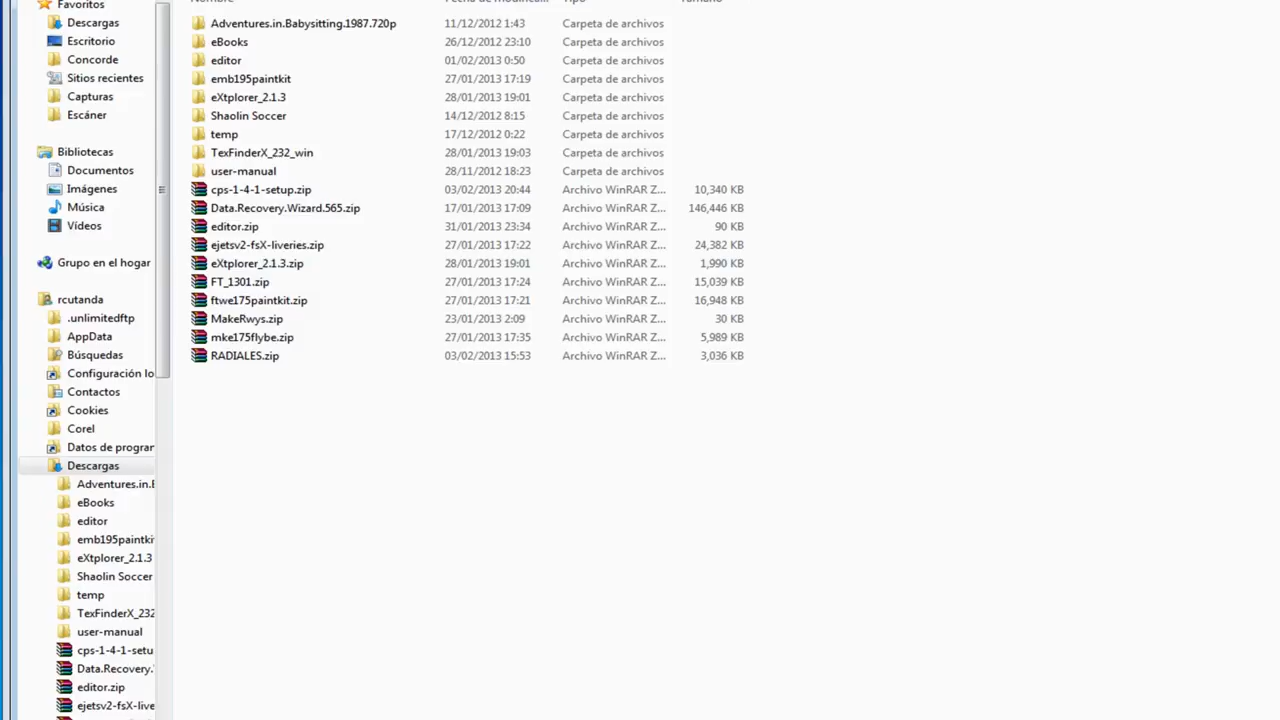 Favoritos
Descargas
Escritorio
Concorde
Sitios recientes
Capturas
Escáner
Bibliotecas
Documentos
Imágenes
Música
Vídeos
Grupo en el hogar
rcutanda
.unlimitedftp
AppData
Búsquedas
Configuración lo
Contactos
Cookies
Corel
Datos de prograr
Descargas
Adventures.in.B
eBooks
editor
emb195paintki
eXtplorer_2.1.3
Shaolin Soccer
temp
TexFinderX_232
user-manual
cps-1-4-1-setu
Data.Recovery.
editor.zip
ejetsv2-fsX-live
Nombre Fecha de modifica... Tipo Tamaño
Adventures.in.Babysitting.1987.720p 11/12/2012 1:43 Carpeta de archivos
eBooks 26/12/2012 23:10 Carpeta de archivos
editor 01/02/2013 0:50 Carpeta de archivos
emb195paintkit 27/01/2013 17:19 Carpeta de archivos
eXtplorer_2.1.3 28/01/2013 19:01 Carpeta de archivos
Shaolin Soccer 14/12/2012 8:15 Carpeta de archivos
temp 17/12/2012 0:22 Carpeta de archivos
TexFinderX_232_win 28/01/2013 19:03 Carpeta de archivos
user-manual 28/11/2012 18:23 Carpeta de archivos
cps-1-4-1-setup.zip 03/02/2013 20:44 Archivo WinRAR Z... 10,340 KB
Data.Recovery.Wizard.565.zip 17/01/2013 17:09 Archivo WinRAR Z... 146,446 KB
editor.zip 31/01/2013 23:34 Archivo WinRAR Z... 90 KB
ejetsv2-fsX-liveries.zip 27/01/2013 17:22 Archivo WinRAR Z... 24,382 KB
eXtplorer_2.1.3.zip 28/01/2013 19:01 Archivo WinRAR Z... 1,990 KB
FT_1301.zip 27/01/2013 17:24 Archivo WinRAR Z... 15,039 KB
ftwe175paintkit.zip 27/01/2013 17:21 Archivo WinRAR Z... 16,948 KB
MakeRwys.zip 23/01/2013 2:09 Archivo WinRAR Z... 30 KB
mke175flybe.zip 27/01/2013 17:35 Archivo WinRAR Z... 5,989 KB
RADIALES.zip 03/02/2013 15:53 Archivo WinRAR Z... 3,036 KB